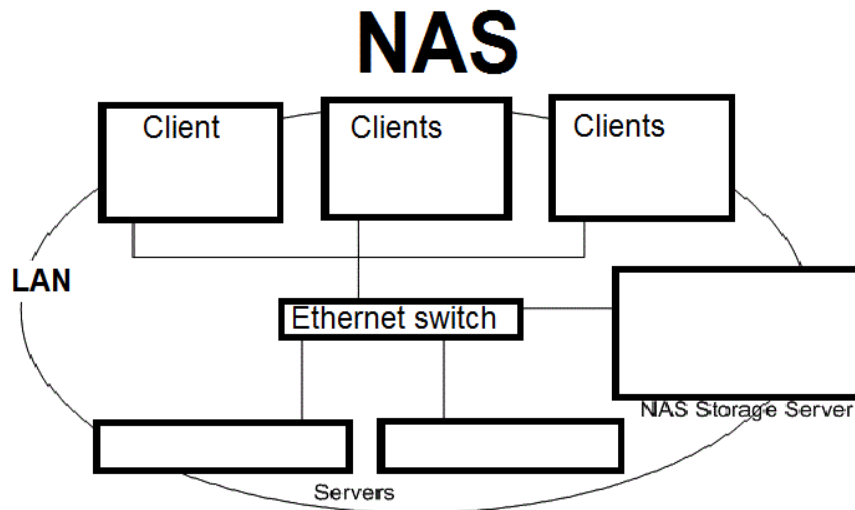 NAS
Client
Clients
Clients
LAN
Ethernet switch
NAS Storage Server
Servers